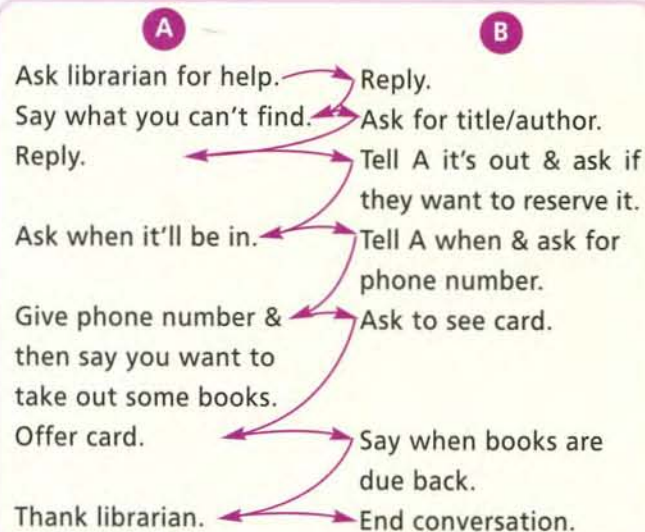 A
B
Ask librarian for help.
Reply.
Say what you can't find.
Ask for title/author.
Reply.
Tell A it's out & ask if
they want to reserve it.
Ask when it'll be in.
Tell A when & ask for
phone number.
Give phone number &
then say you want to
take out some books.
Ask to see card.
Offer card.
Say when books are
due back.
Thank librarian.
End conversation.